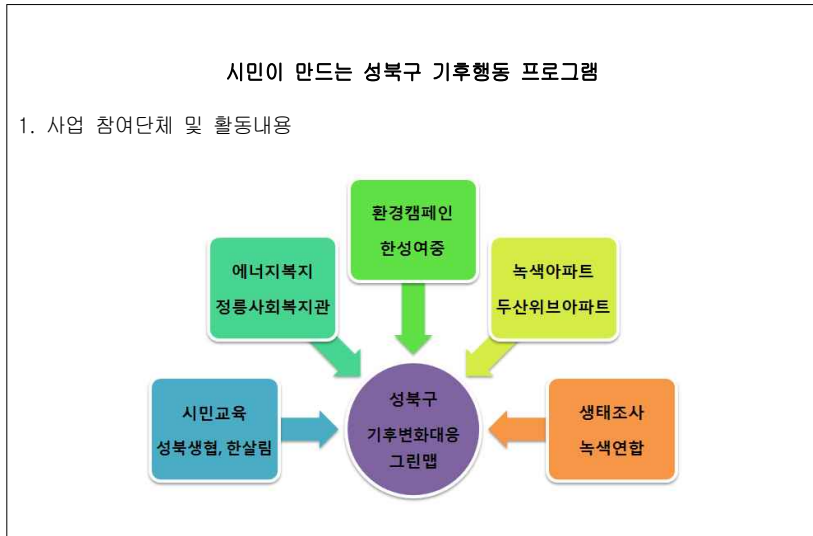 시민이 만드는 성북구 기후행동 프로그램
1. 사업 참여단체 및 활동내용
환경캠페인
한성여중
에너지복지
정릉사회복지관
녹색아파트
두산위브아파트
시민교육
성북생협, 한살림
성북구
기후변화대응
그린맵
생태조사
녹색연합